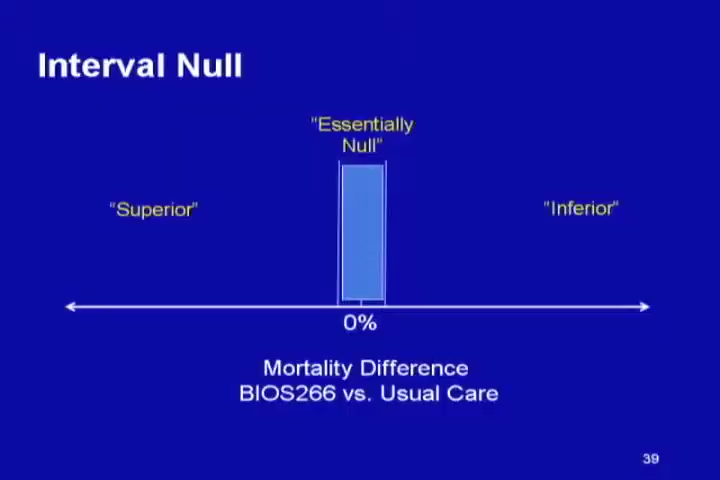 Interval Null
"Essentially
Null"
"Superior"
"Inferior"
0%
Mortality Difference
BIOS266 vs. Usual Care
39